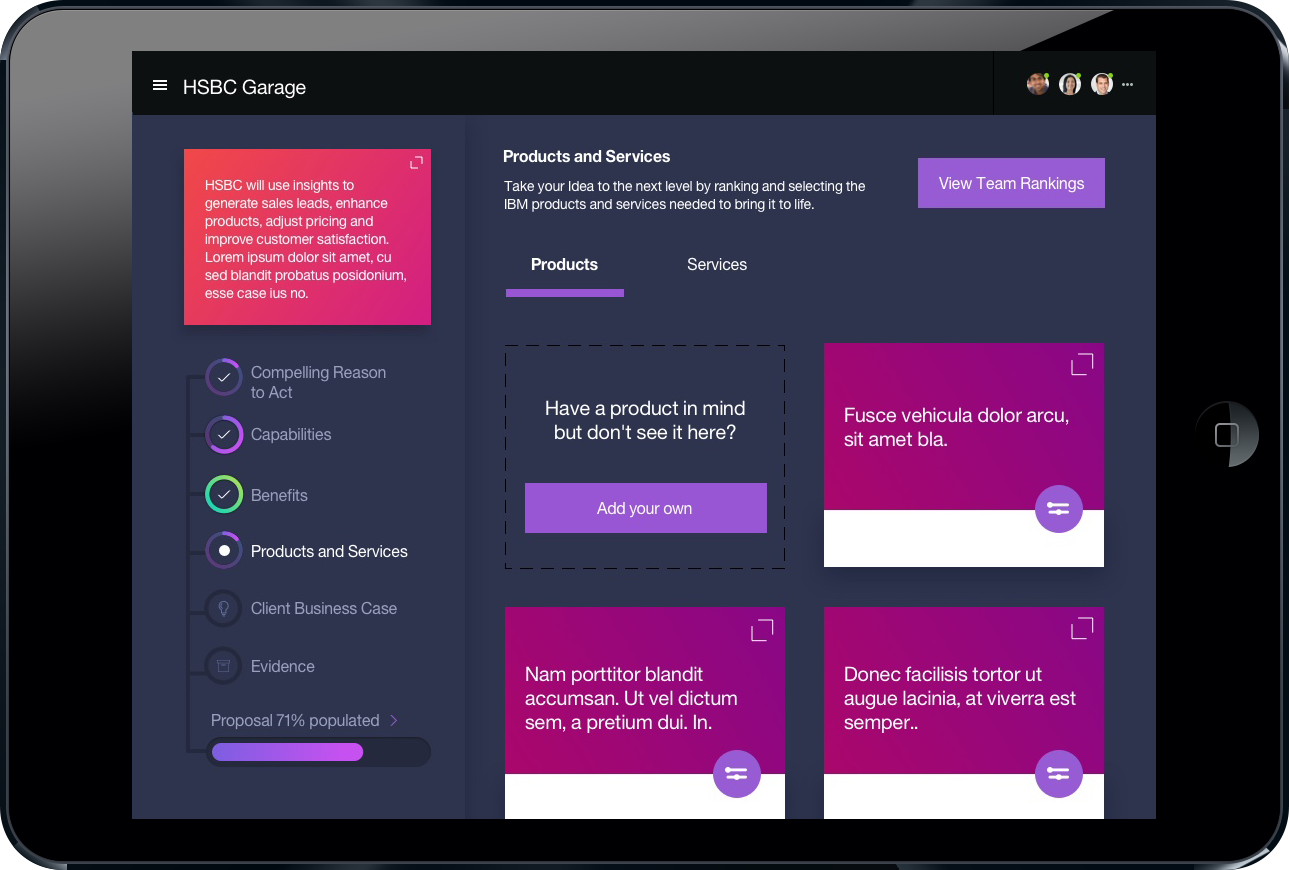 HSBC Garage
HSBC will use insights to
generate sales leads, enhance
products, adjust pricing and
improve customer satisfaction.
Lorem ipsum dolor sit amet, cu
sed blandit probatus posidonium,
esse case ius no.
Compelling Reason
to Act
Capabilities
Benefits
Products and Services
Client Business Case
Evidence
Proposal 71% populated
Products and Services
Take your Idea to the next level by ranking and selecting the
IBM products and services needed to bring it to life.
View Team Rankings
Products
Services
Have a product in mind
but don't see it here?
Add your own
Fusce vehicula dolor arcu,
sit amet bla.
Nam porttitor blandit
accumsan. Ut vel dictum
sem, a pretium dui. In.
Donec facilisis tortor ut
augue lacinia, at viverra est
semper..